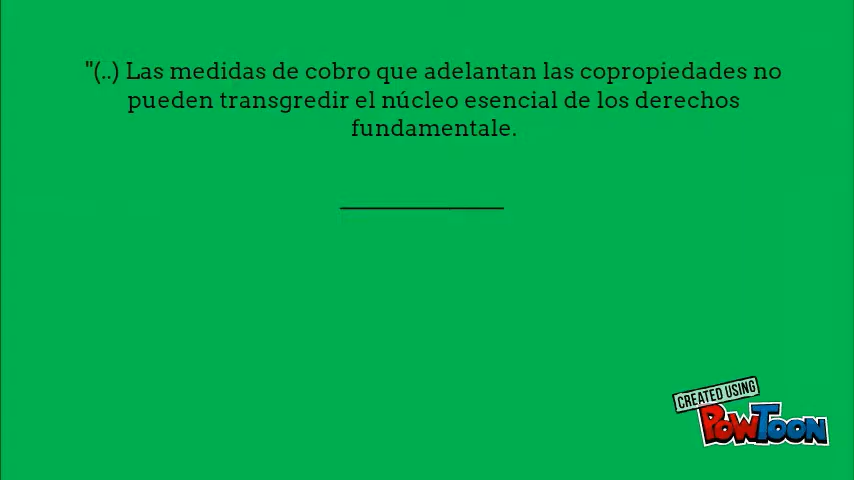 "(..) Las medidas de cobro que adelantan las copropiedades no
pueden transgredir el núcleo esencial de los derechos
fundamentale.
CREATED USING
POWTOON